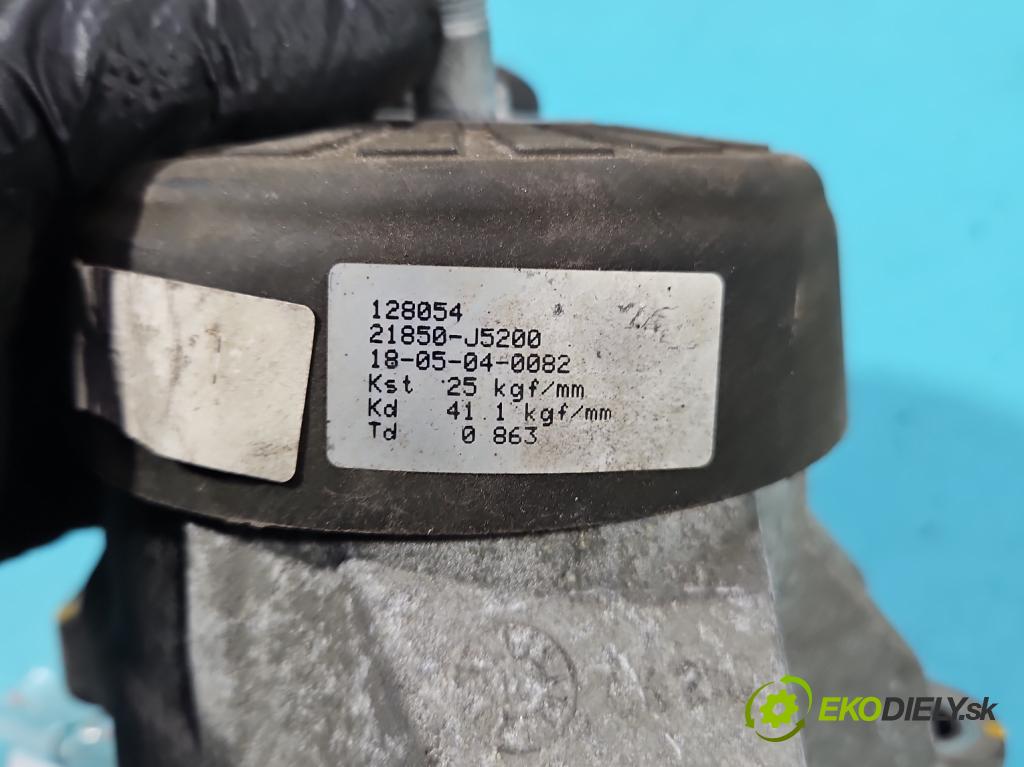 128054
21850-J5200
18-05-04-0082
Kst 25 kgf/mm
Kd 41.1 kgf/mm
Td 0.863
EKODIELY.sk